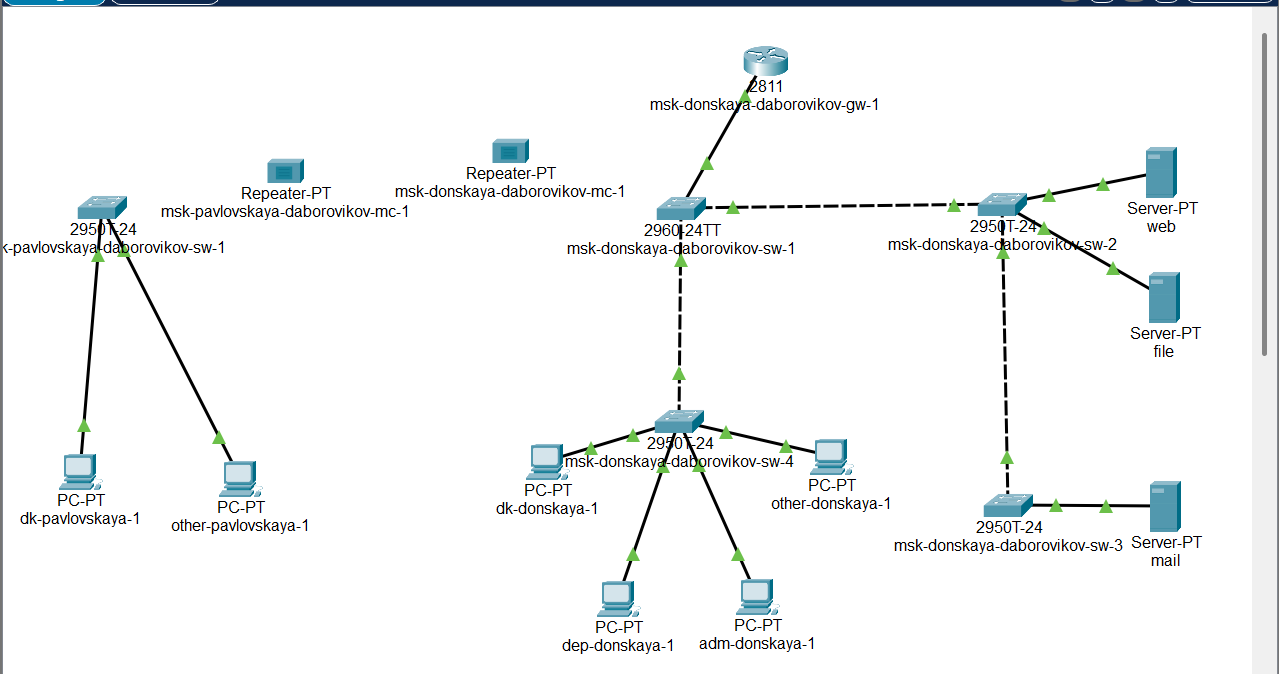 2811
msk-donskaya-daborovikov-gw-1
Repeater-PT
msk-donskaya-daborovikov-mc-1
Repeater-PT
msk-pavlovskaya-daborovikov-mc-1
2950T-24
k-pavlovskaya-daborovikov-sw-1
2960-24TT
msk-donskaya-daborovikov-sw-1
2950T-24
msk-donskaya-daborovikov-sw-2
Server-PT
web
Server-PT
file
2950T-24
msk-donskaya-daborovikov-sw-4
PC-PT
dk-pavlovskaya-1
PC-PT
other-pavlovskaya-1
PC-PT
dk-donskaya-1
PC-PT
other-donskaya-1
2950T-24
msk-donskaya-daborovikov-sw-3
Server-PT
mail
PC-PT
dep-donskaya-1
PC-PT
adm-donskaya-1